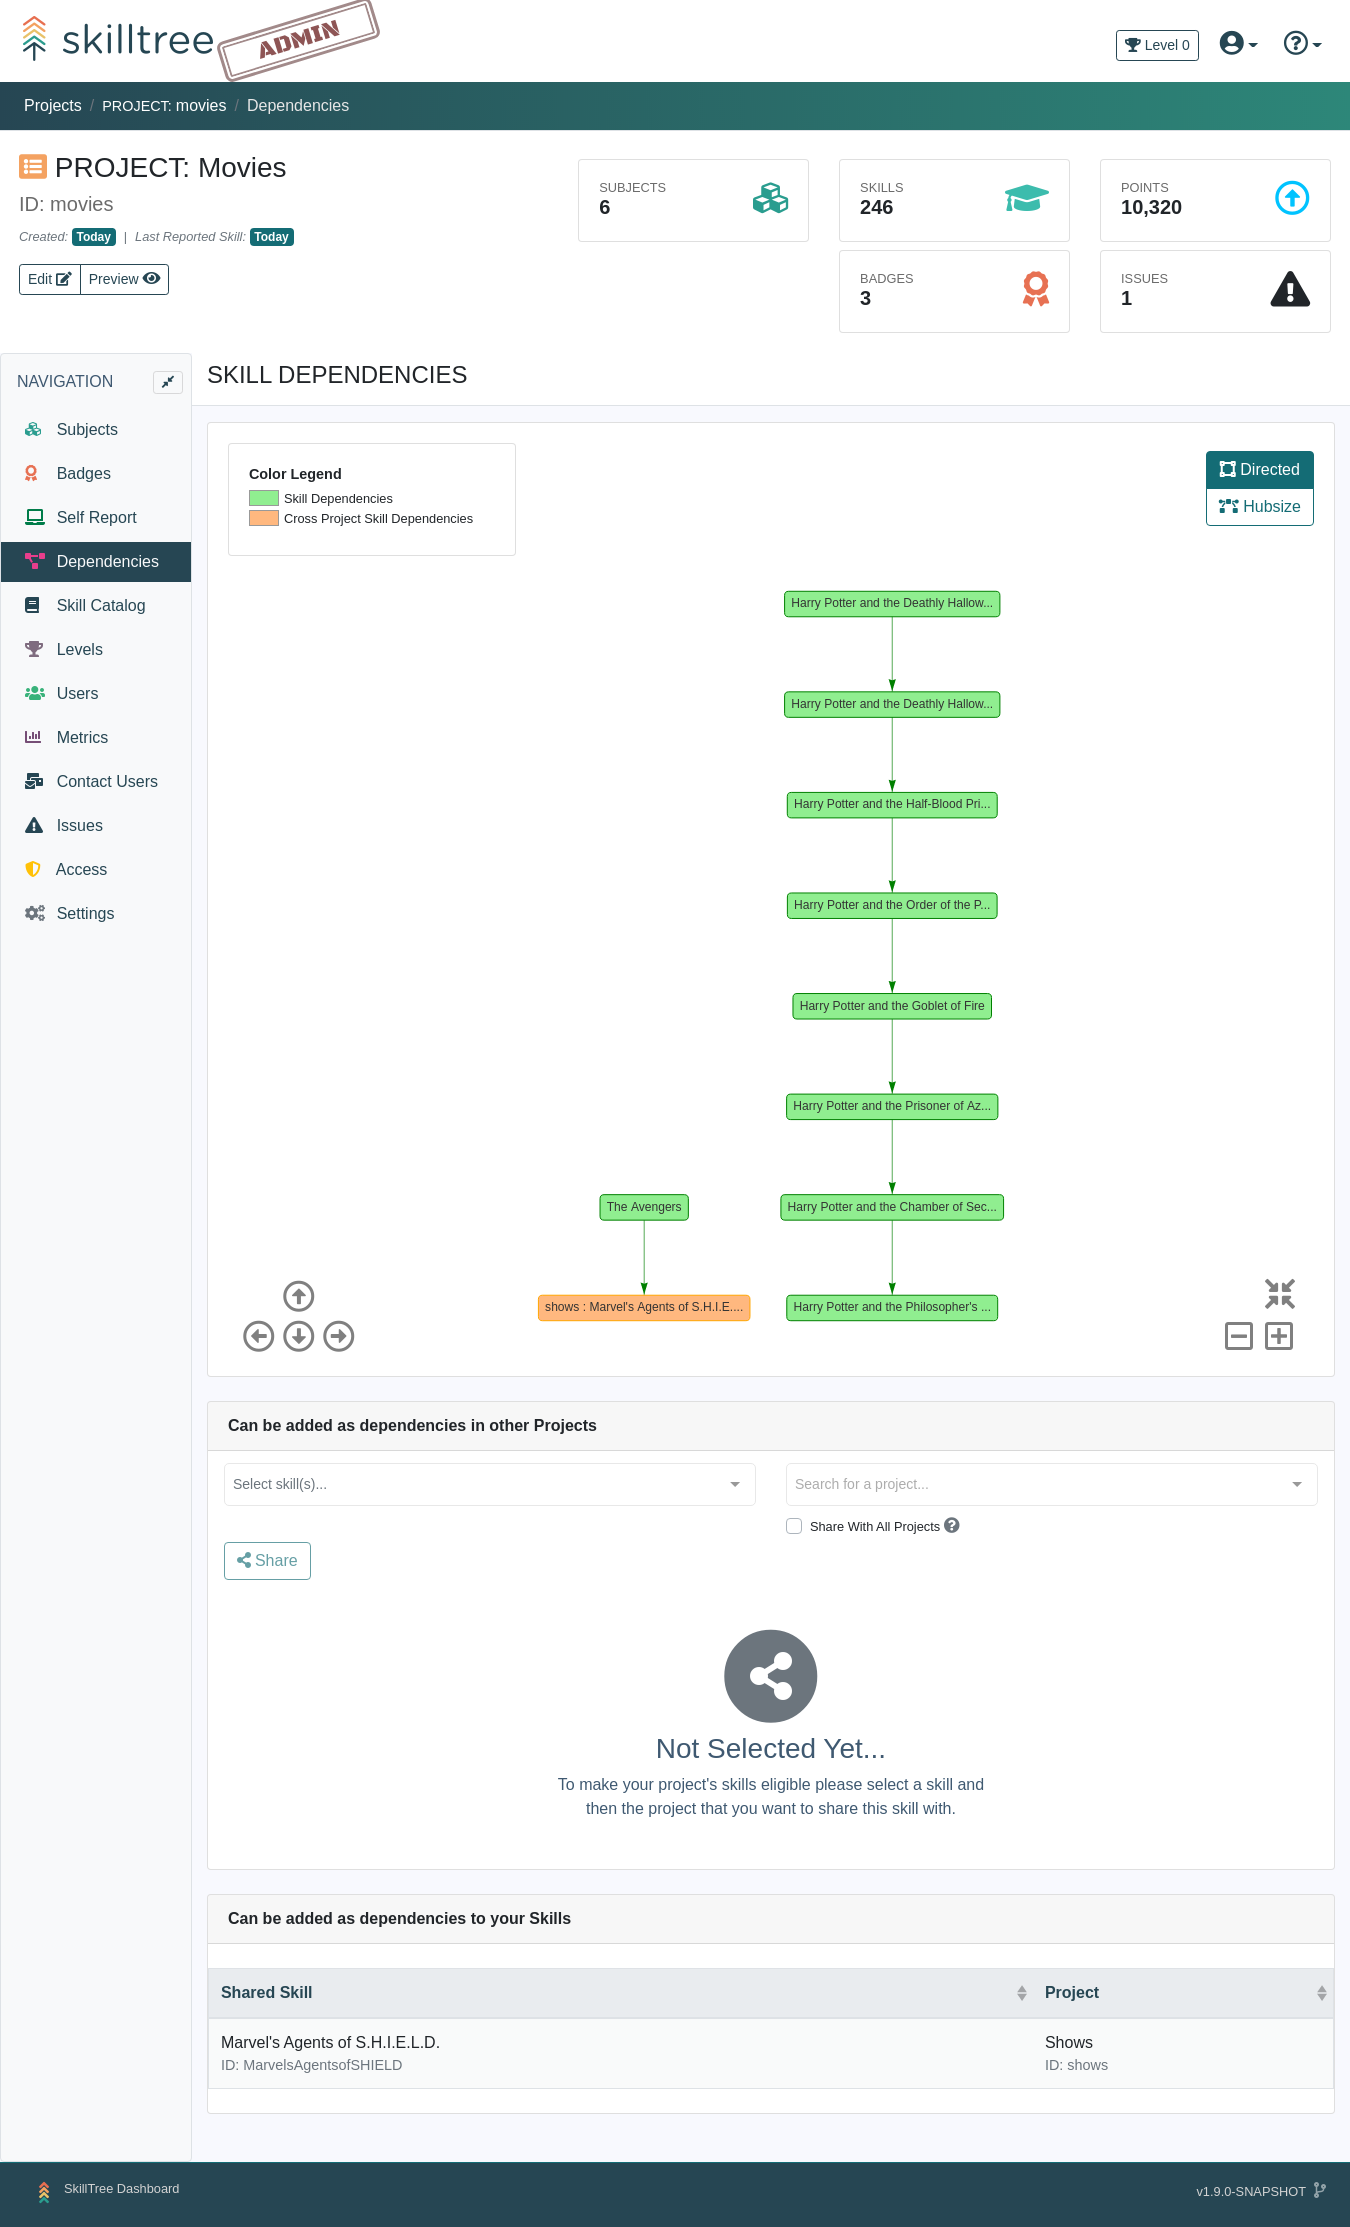 skilltree
ADMIN
Level 0
Projects / PROJECT: movies / Dependencies
PROJECT: Movies
ID: movies
Created: Today | Last Reported Skill: Today
Edit Preview
SUBJECTS
6
SKILLS
246
POINTS
10,320
BADGES
3
ISSUES
1
NAVIGATION
Subjects
Badges
Self Report
Dependencies
Skill Catalog
Levels
Users
Metrics
Contact Users
Issues
Access
Settings
SKILL DEPENDENCIES
Color Legend
Skill Dependencies
Cross Project Skill Dependencies
Directed
Hubsize
Harry Potter and the Deathly Hallow...
Harry Potter and the Deathly Hallow...
Harry Potter and the Half-Blood Pri...
Harry Potter and the Order of the P...
Harry Potter and the Goblet of Fire
Harry Potter and the Prisoner of Az...
The Avengers
Harry Potter and the Chamber of Sec...
shows : Marvel's Agents of S.H.I.E....
Harry Potter and the Philosopher's ...
Can be added as dependencies in other Projects
Select skill(s)...
Search for a project...
Share With All Projects
Share
Not Selected Yet...
To make your project's skills eligible please select a skill and
then the project that you want to share this skill with.
Can be added as dependencies to your Skills
Shared Skill
Project
Marvel's Agents of S.H.I.E.L.D.
Shows
ID: MarvelsAgentsofSHIELD
ID: shows
SkillTree Dashboard
v1.9.0-SNAPSHOT